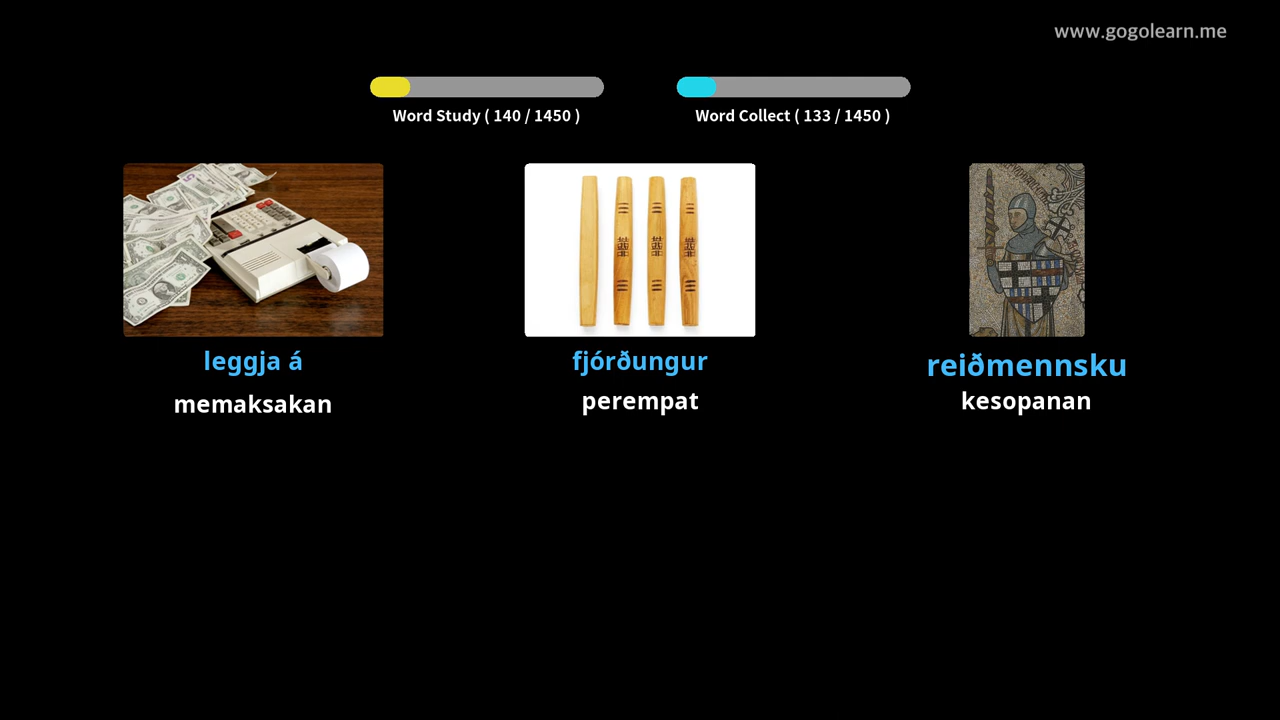 www.gogolearn.me
Word Study ( 140 / 1450 )
Word Collect ( 133 / 1450 )
leggja á
fjórðungur
reiðmennsku
memaksakan
perempat
kesopanan